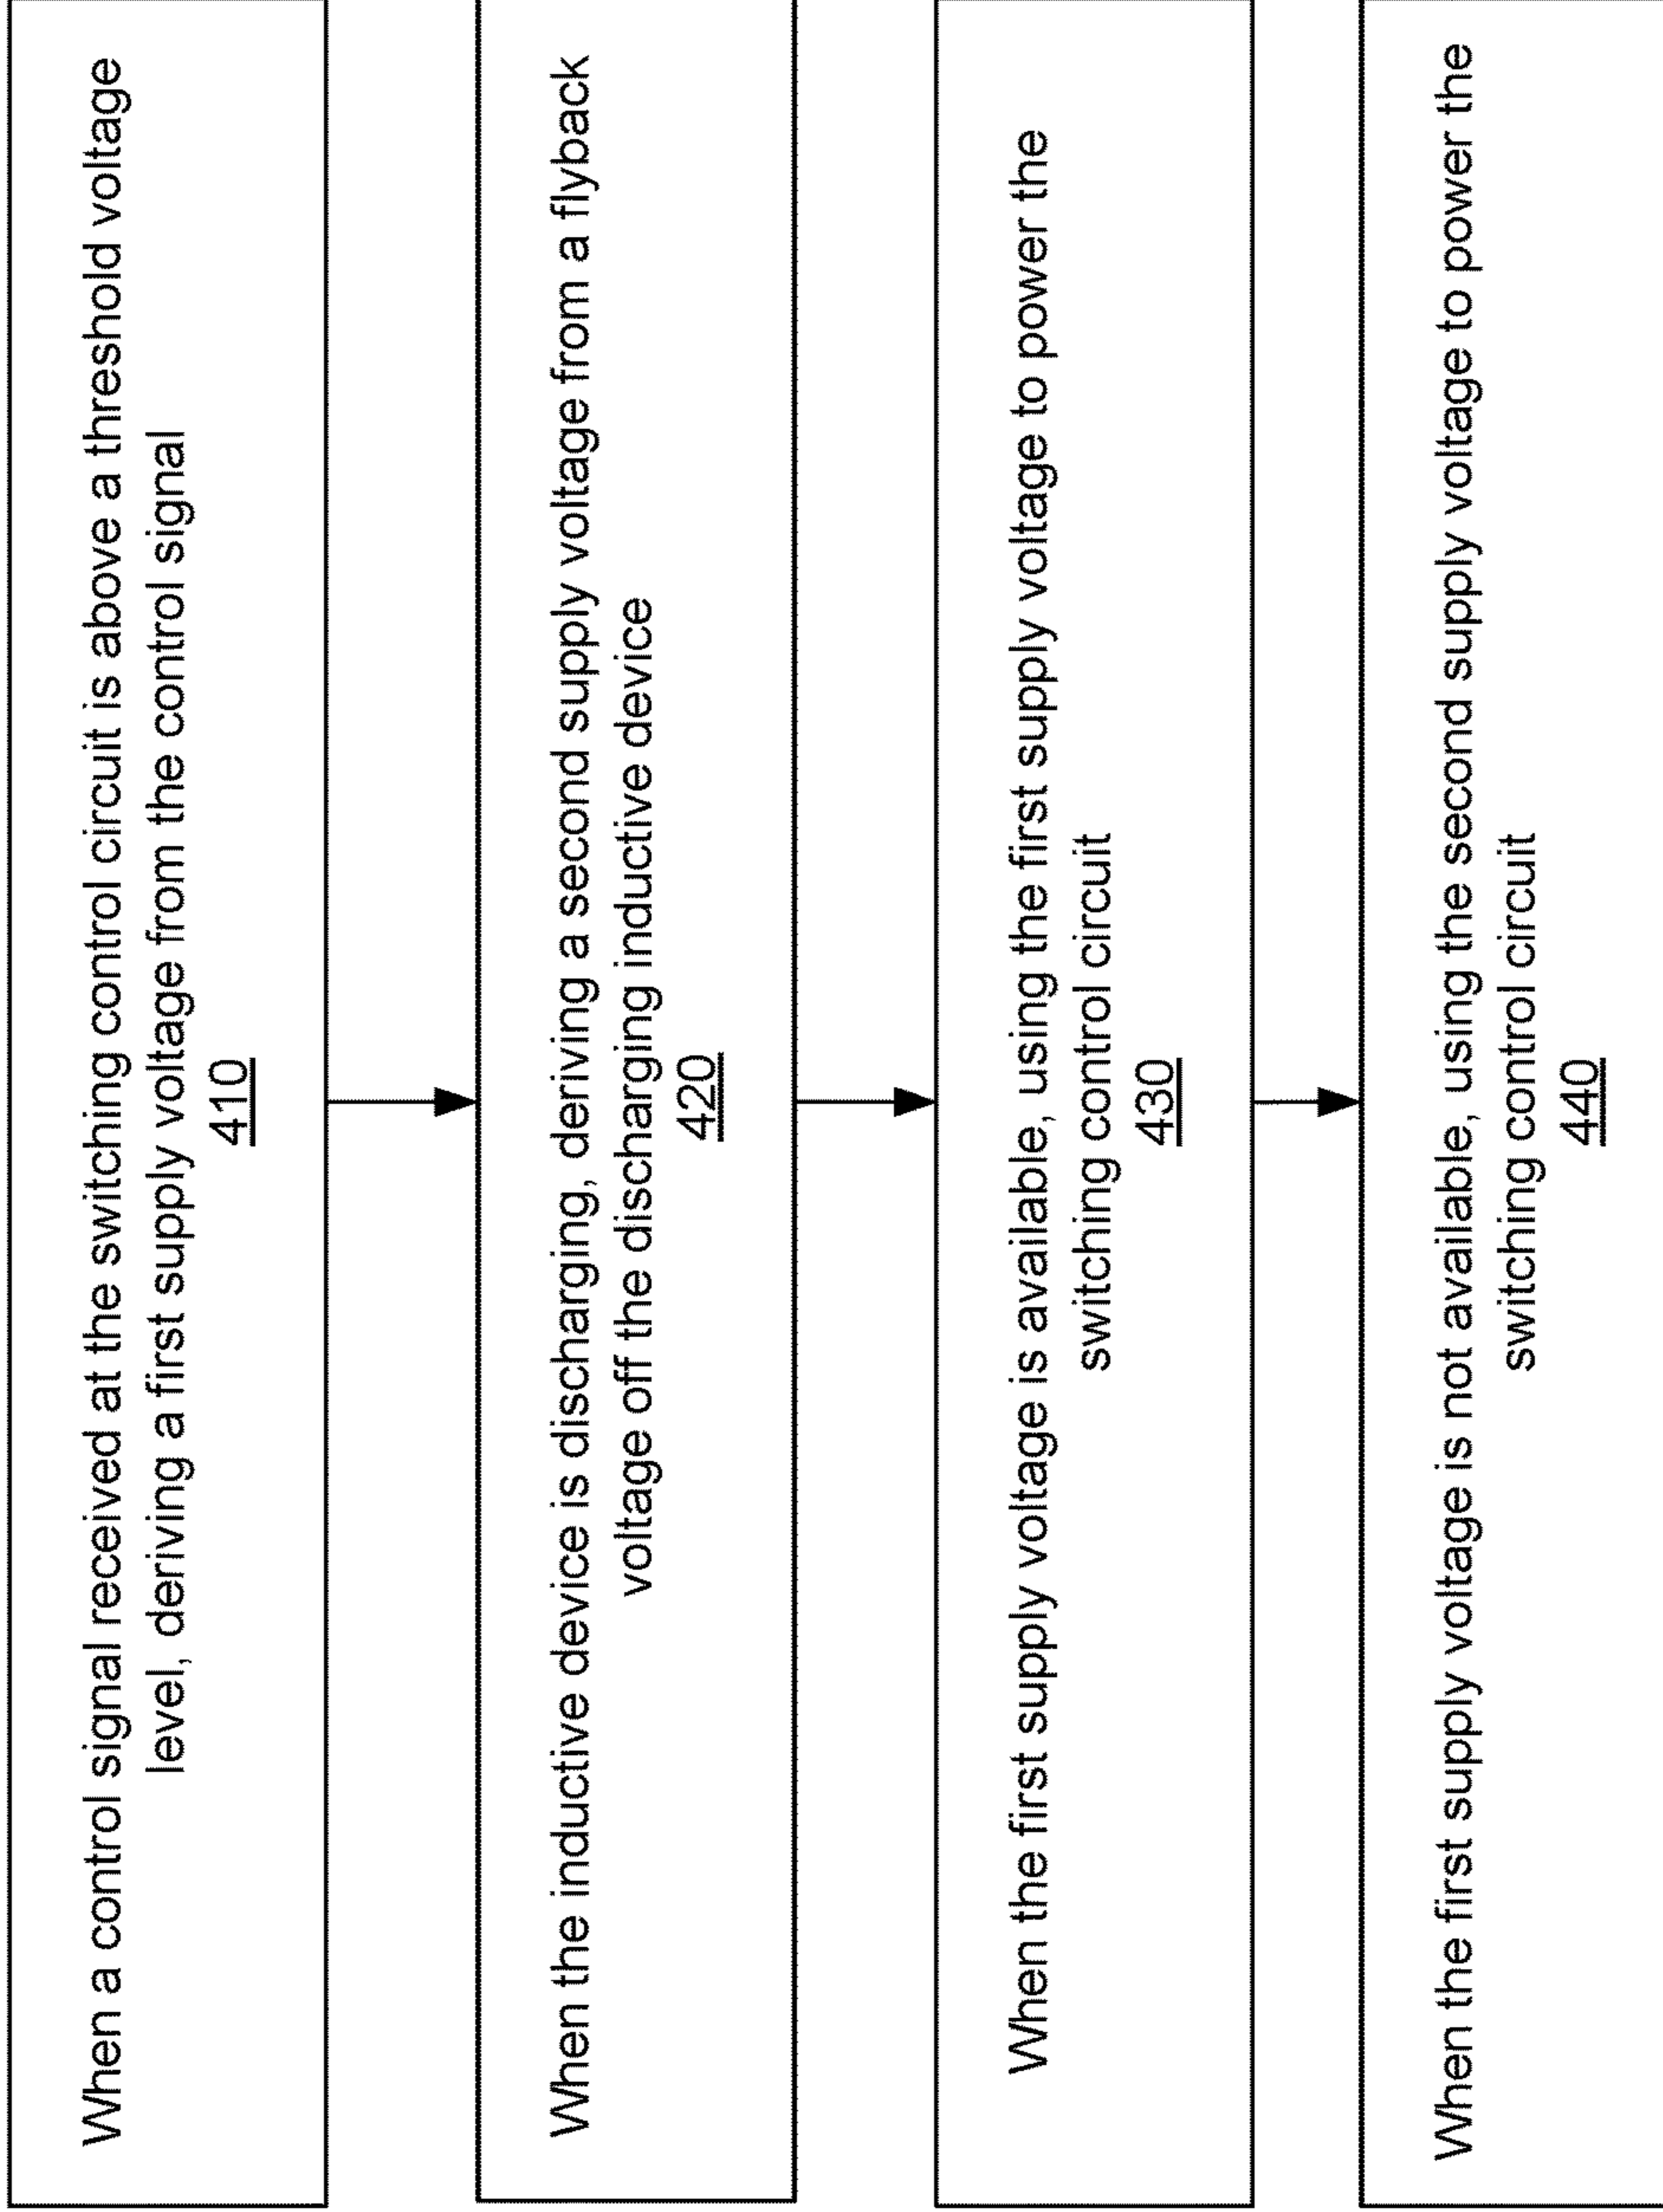 When a control signal received at the switching control circuit is above a threshold voltage
level, deriving a first supply voltage from the control signal
410
When the inductive device is discharging, deriving a second supply voltage from a flyback
voltage off the discharging inductive device
420
When the first supply voltage is available, using the first supply voltage to power the
switching control circuit
430
When the first supply voltage is not available, using the second supply voltage to power the
switching control circuit
440